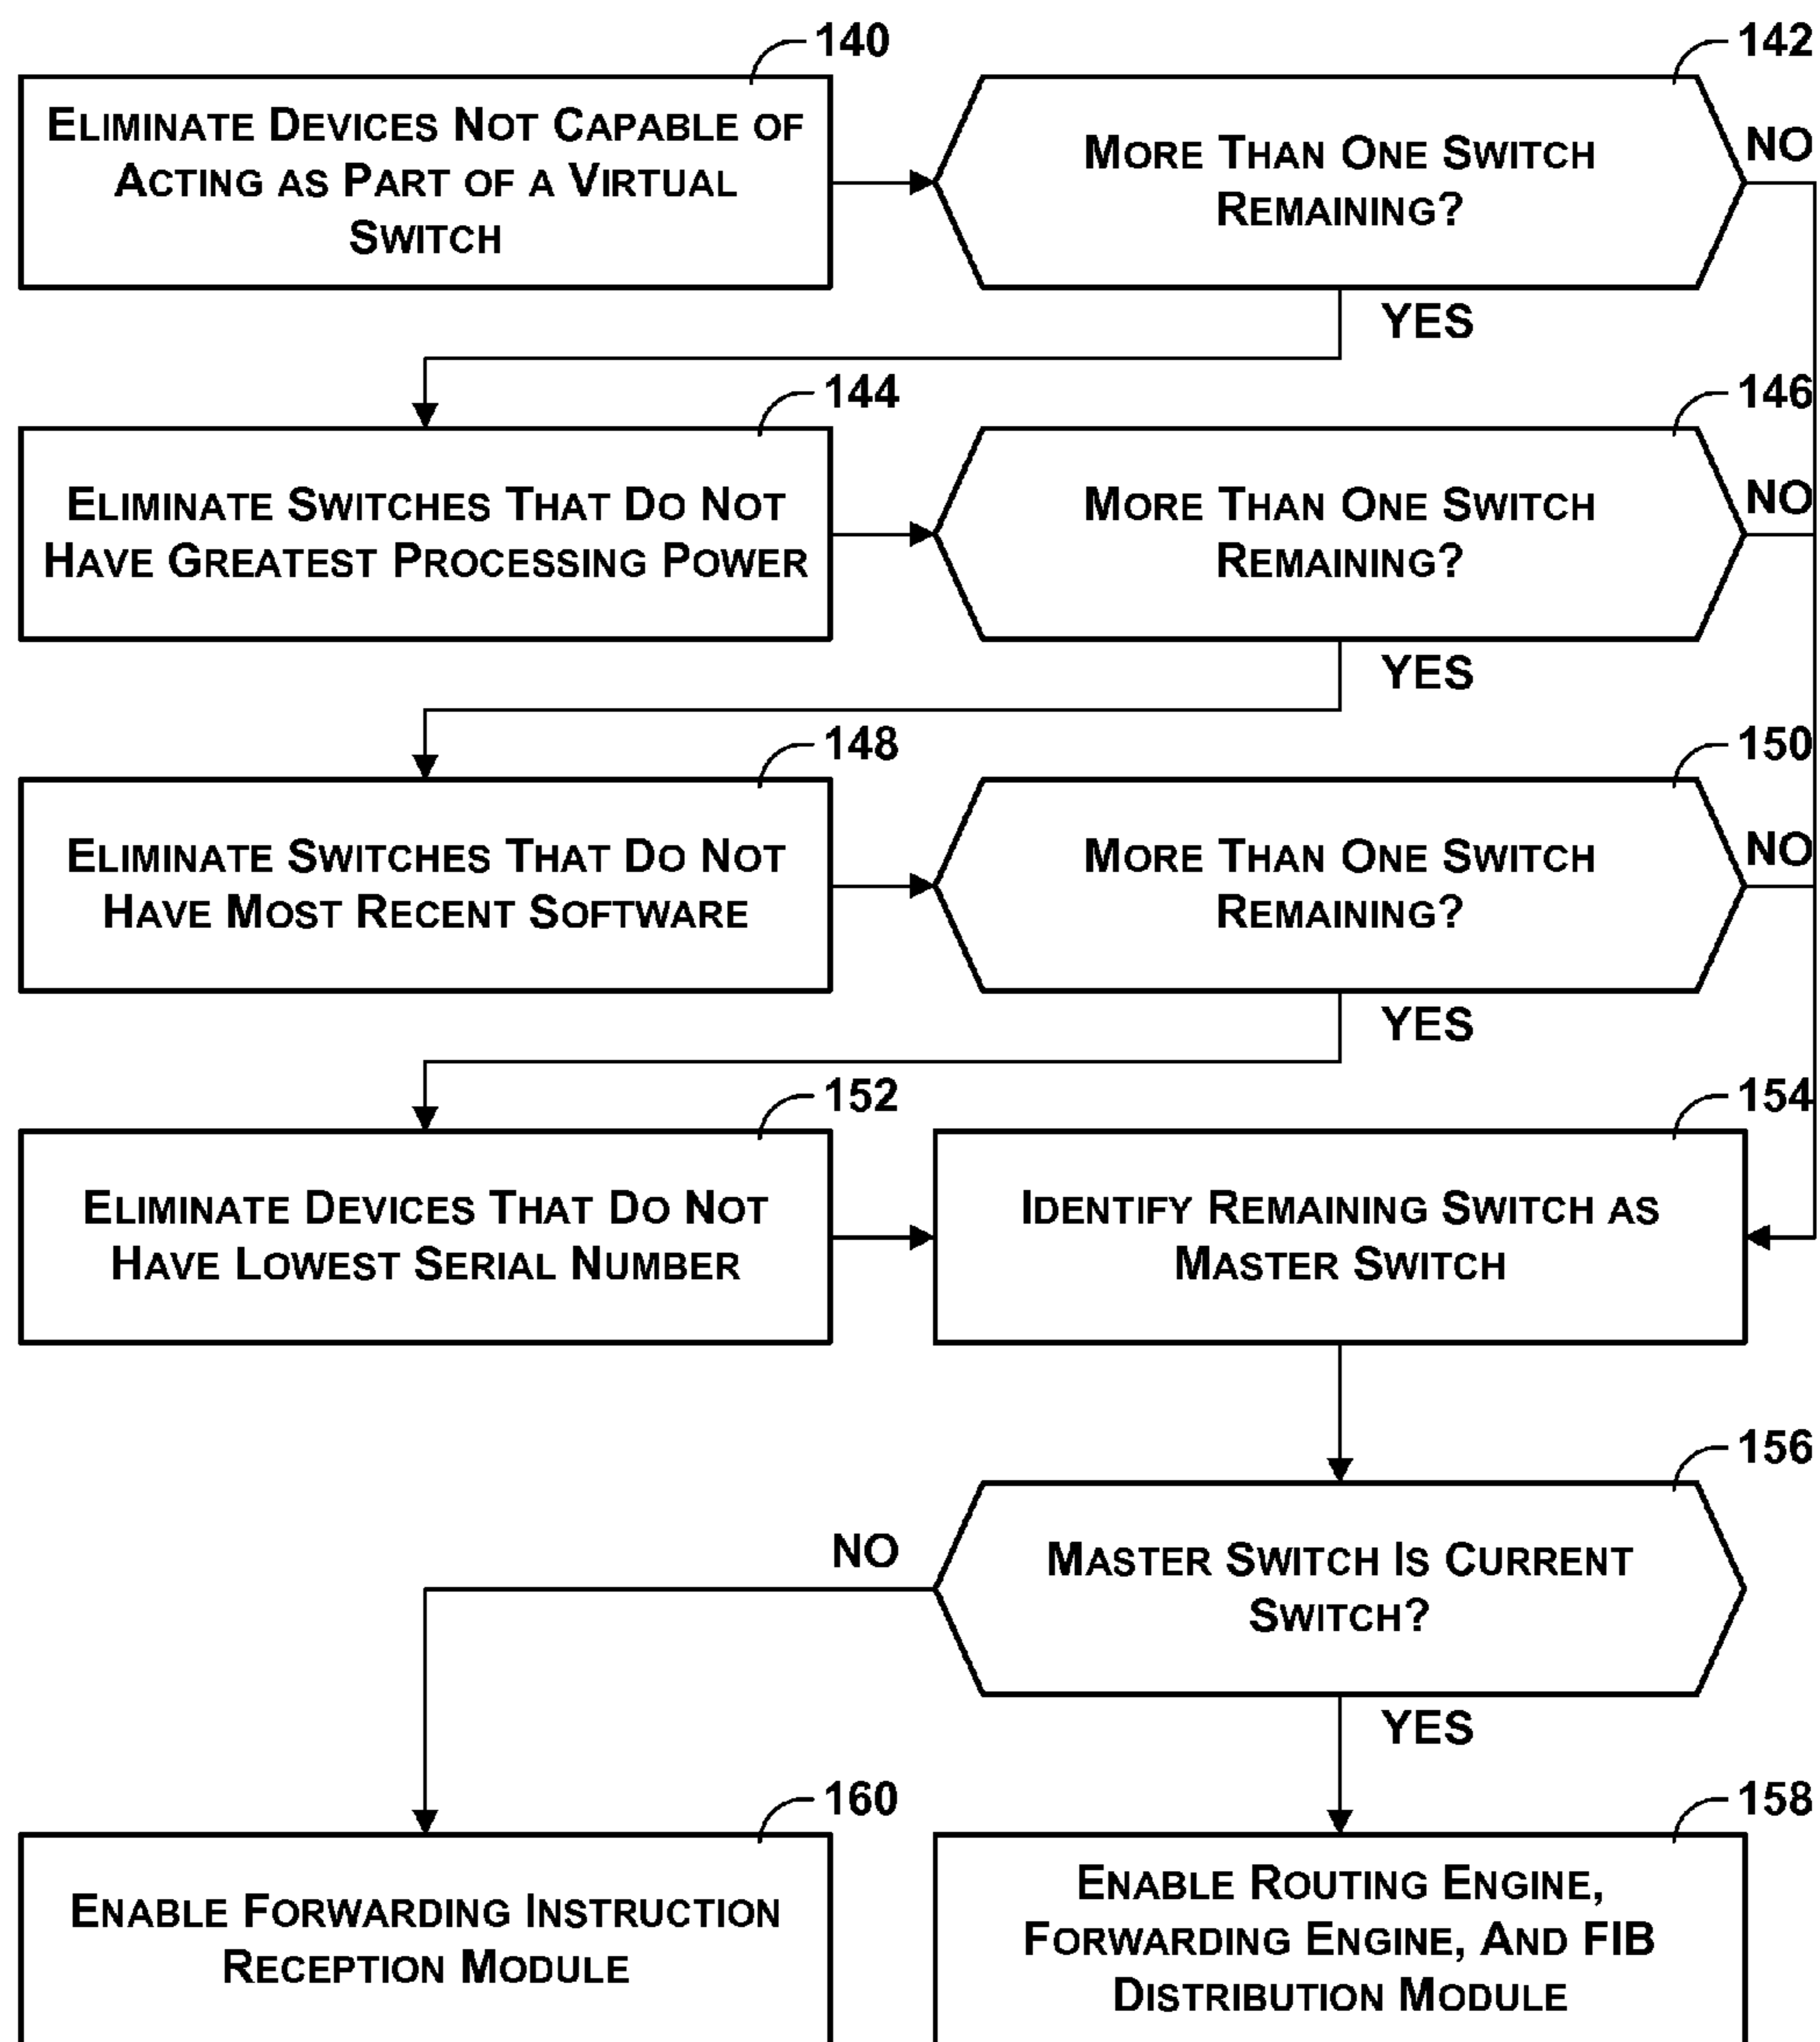 140
ELIMINATE DEVICES NOT CAPABLE OF
ACTING AS PART OF A VIRTUAL
SWITCH
142
MORE THAN ONE SWITCH
REMAINING?
NO
YES
144
ELIMINATE SWITCHES THAT DO NOT
HAVE GREATEST PROCESSING POWER
146
MORE THAN ONE SWITCH
REMAINING?
NO
YES
148
ELIMINATE SWITCHES THAT DO NOT
HAVE MOST RECENT SOFTWARE
150
MORE THAN ONE SWITCH
REMAINING?
NO
YES
152
ELIMINATE DEVICES THAT DO NOT
HAVE LOWEST SERIAL NUMBER
154
IDENTIFY REMAINING SWITCH AS
MASTER SWITCH
156
MASTER SWITCH IS CURRENT
SWITCH?
NO
YES
160
ENABLE FORWARDING INSTRUCTION
RECEPTION MODULE
158
ENABLE ROUTING ENGINE,
FORWARDING ENGINE, AND FIB
DISTRIBUTION MODULE